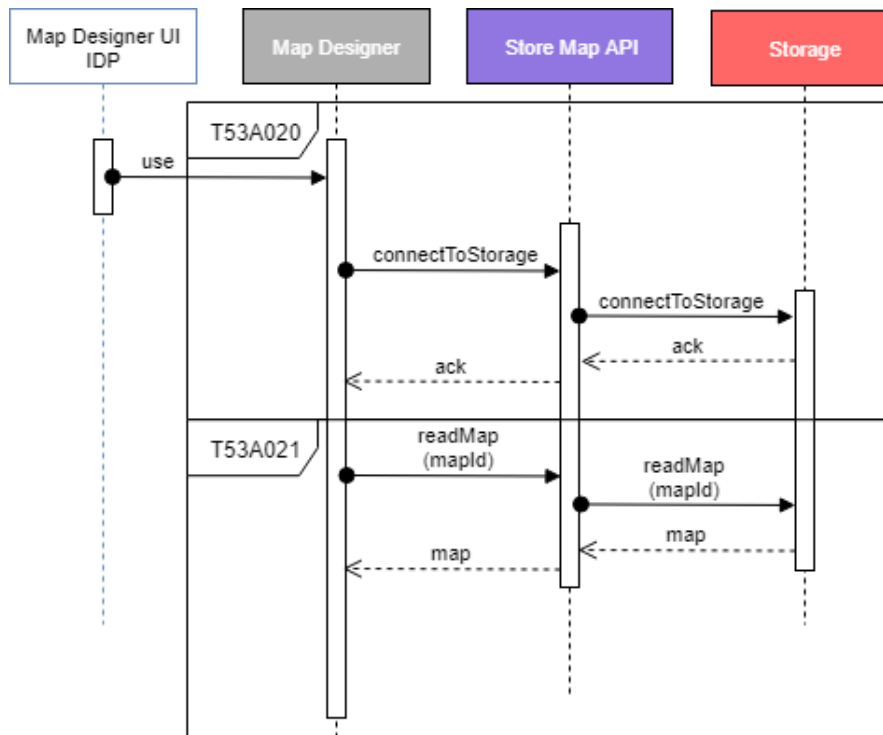 Map Designer UI
IDP
Map Designer
Store Map API
Storage
T53A020
use
connectToStorage
connectToStorage
ack
ack
T53A021
readMap
(mapId)
readMap
(mapId)
map
map